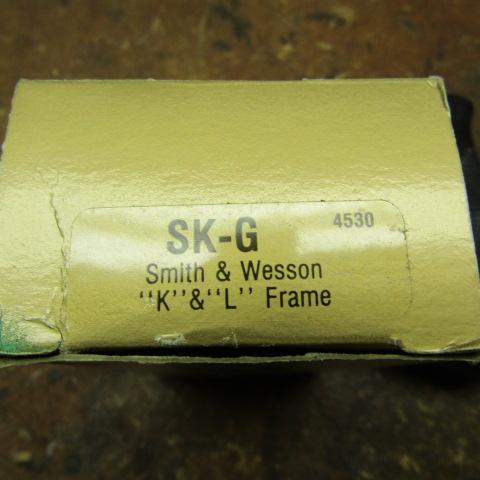 SK-G 4530
Smith & Wesson
“K”&“L” Frame